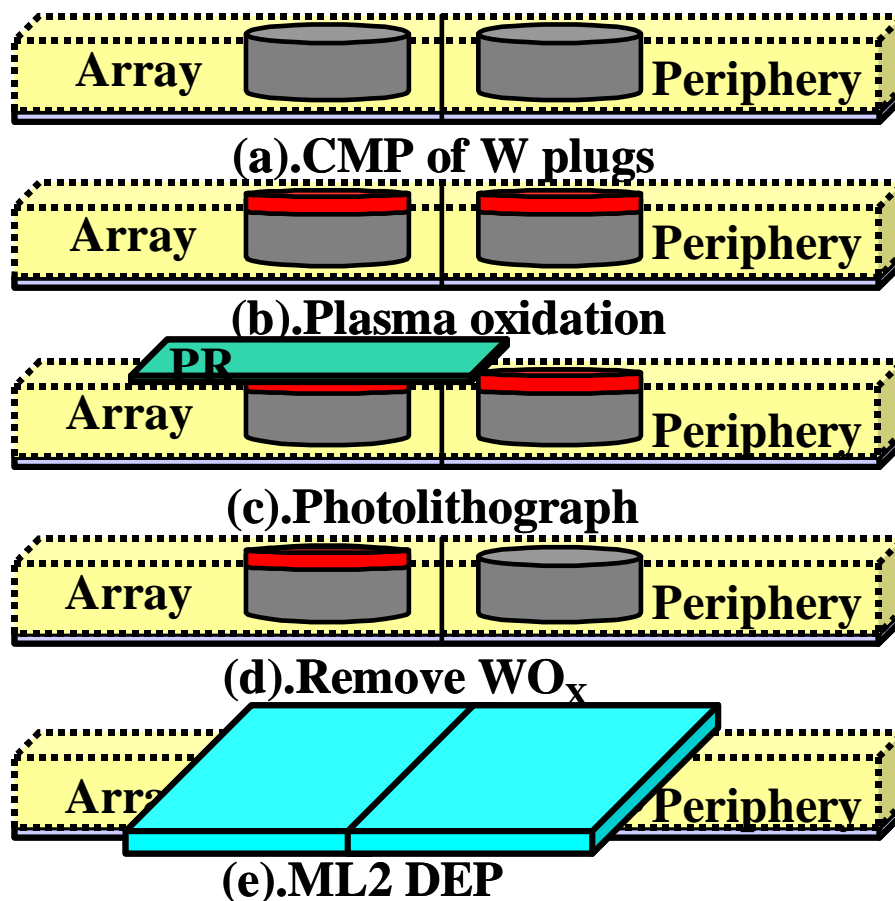 Array Periphery
(a).CMP of W plugs
Array Periphery
(b).Plasma oxidation
PR
Array Periphery
(c).Photolithograph
Array Periphery
(d).Remove WOx
Periphery
(e).ML2 DEP